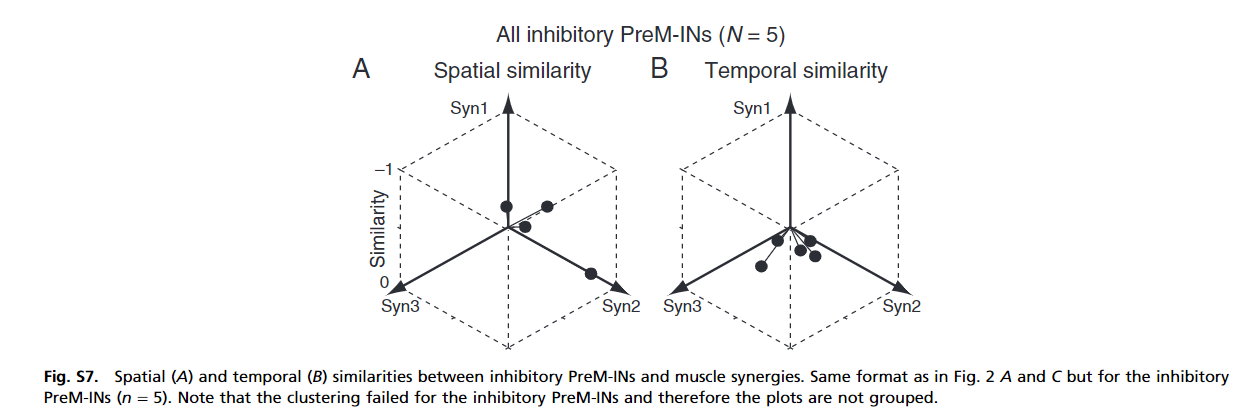 All inhibitory PreM-INs (N = 5)
A Spatial similarity B Temporal similarity
Syn1 Syn1
−1
Similarity
0
Syn3 Syn2 Syn3 Syn2
Fig. S7. Spatial (A) and temporal (B) similarities between inhibitory PreM-INs and muscle synergies. Same format as in Fig. 2 A and C but for the inhibitory
PreM-INs (n = 5). Note that the clustering failed for the inhibitory PreM-INs and therefore the plots are not grouped.